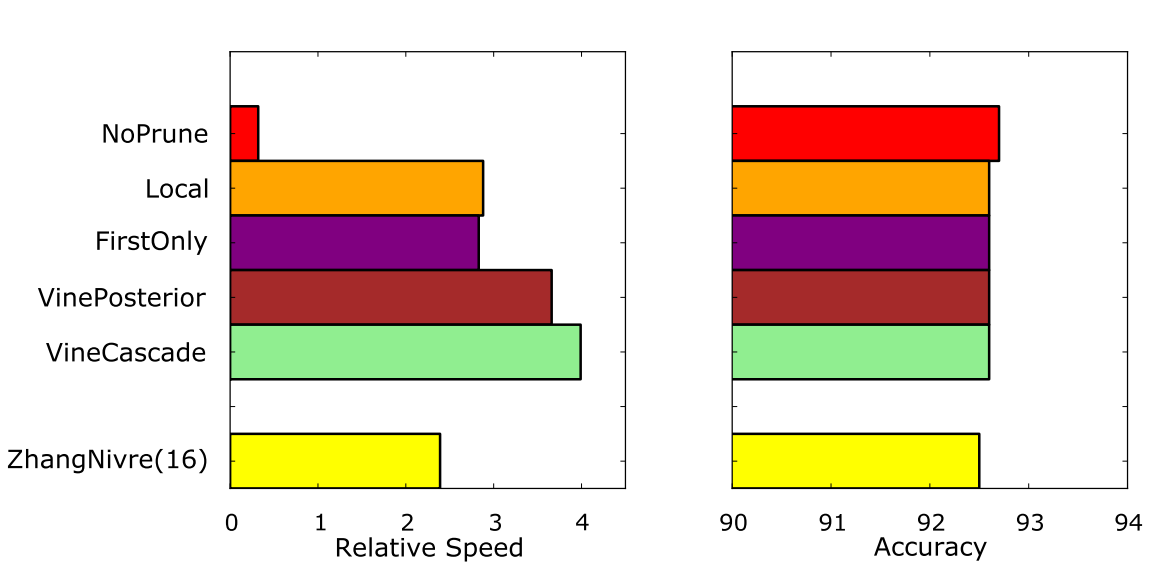 NoPrune
Local
FirstOnly
VinePosterior
VineCascade
ZhangNivre(16)
0 1 2 3 4
Relative Speed
90 91 92 93 94
Accuracy